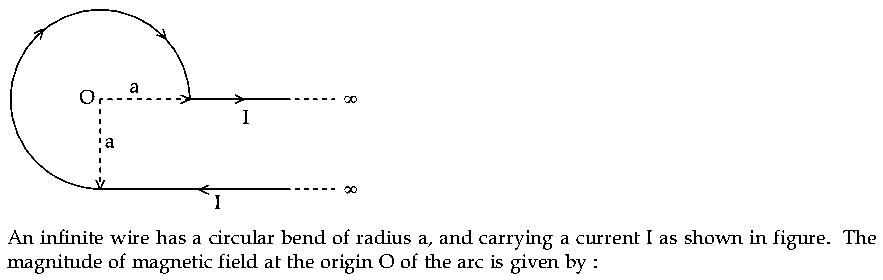 a
O
∞
I
a
∞
I
An infinite wire has a circular bend of radius a, and carrying a current I as shown in figure. The
magnitude of magnetic field at the origin O of the arc is given by :